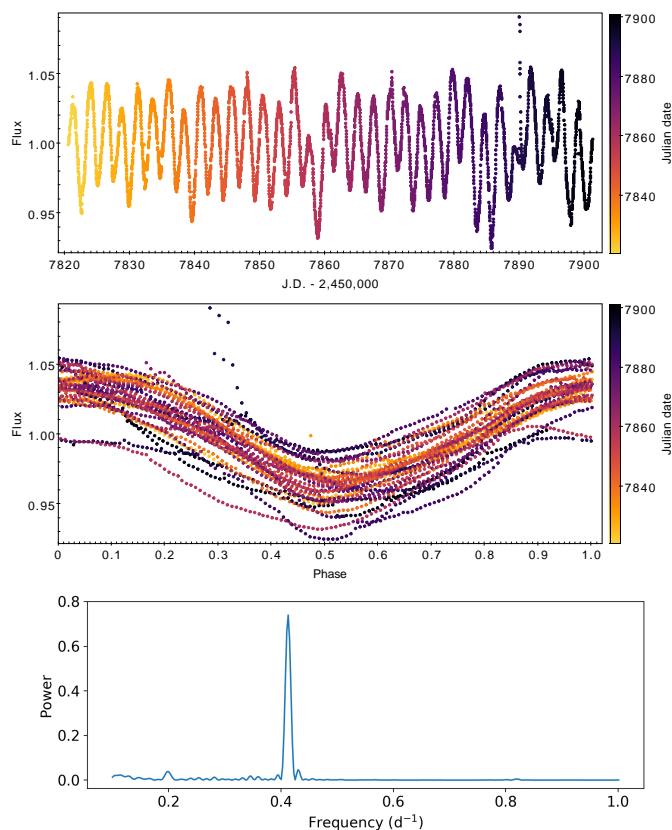 1.05
1.00
0.95
Flux
7820 7830 7840 7850 7860 7870 7880 7890 7900
J.D. - 2,450,000
7900
7880
7860
7840
Julian date
1.05
1.00
0.95
Flux
0 0.1 0.2 0.3 0.4 0.5 0.6 0.7 0.8 0.9 1.0
Phase
7900
7880
7860
7840
Julian date
0.8
0.6
0.4
0.2
0.0
Power
0.2 0.4 0.6 0.8 1.0
Frequency (d⁻¹)